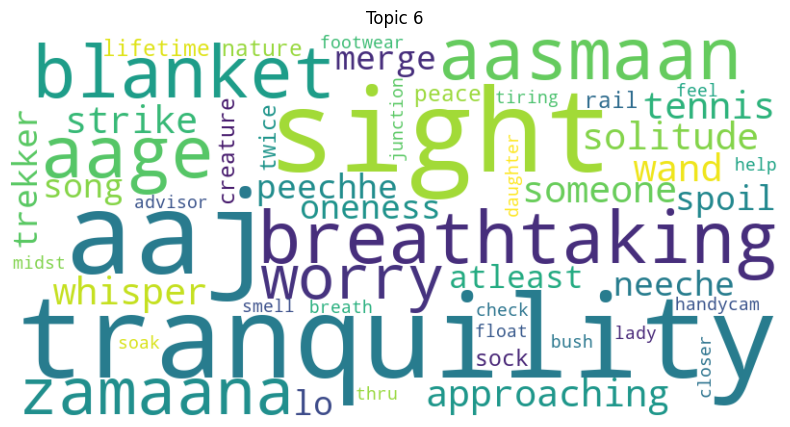 Topic 6
lifetime nature footwear merge aasmaan
blanket
strike aage creature twice sight junction peace tiring rail feel tennis
trekker song advisor peechhe oneness daughter someone solitude wand help spoil
midst aaj breathtaking
whisper worry atleast neeche
smell breath check handycam
tranquility
soak float bush lady closer
sock
zamaana lo thru approaching